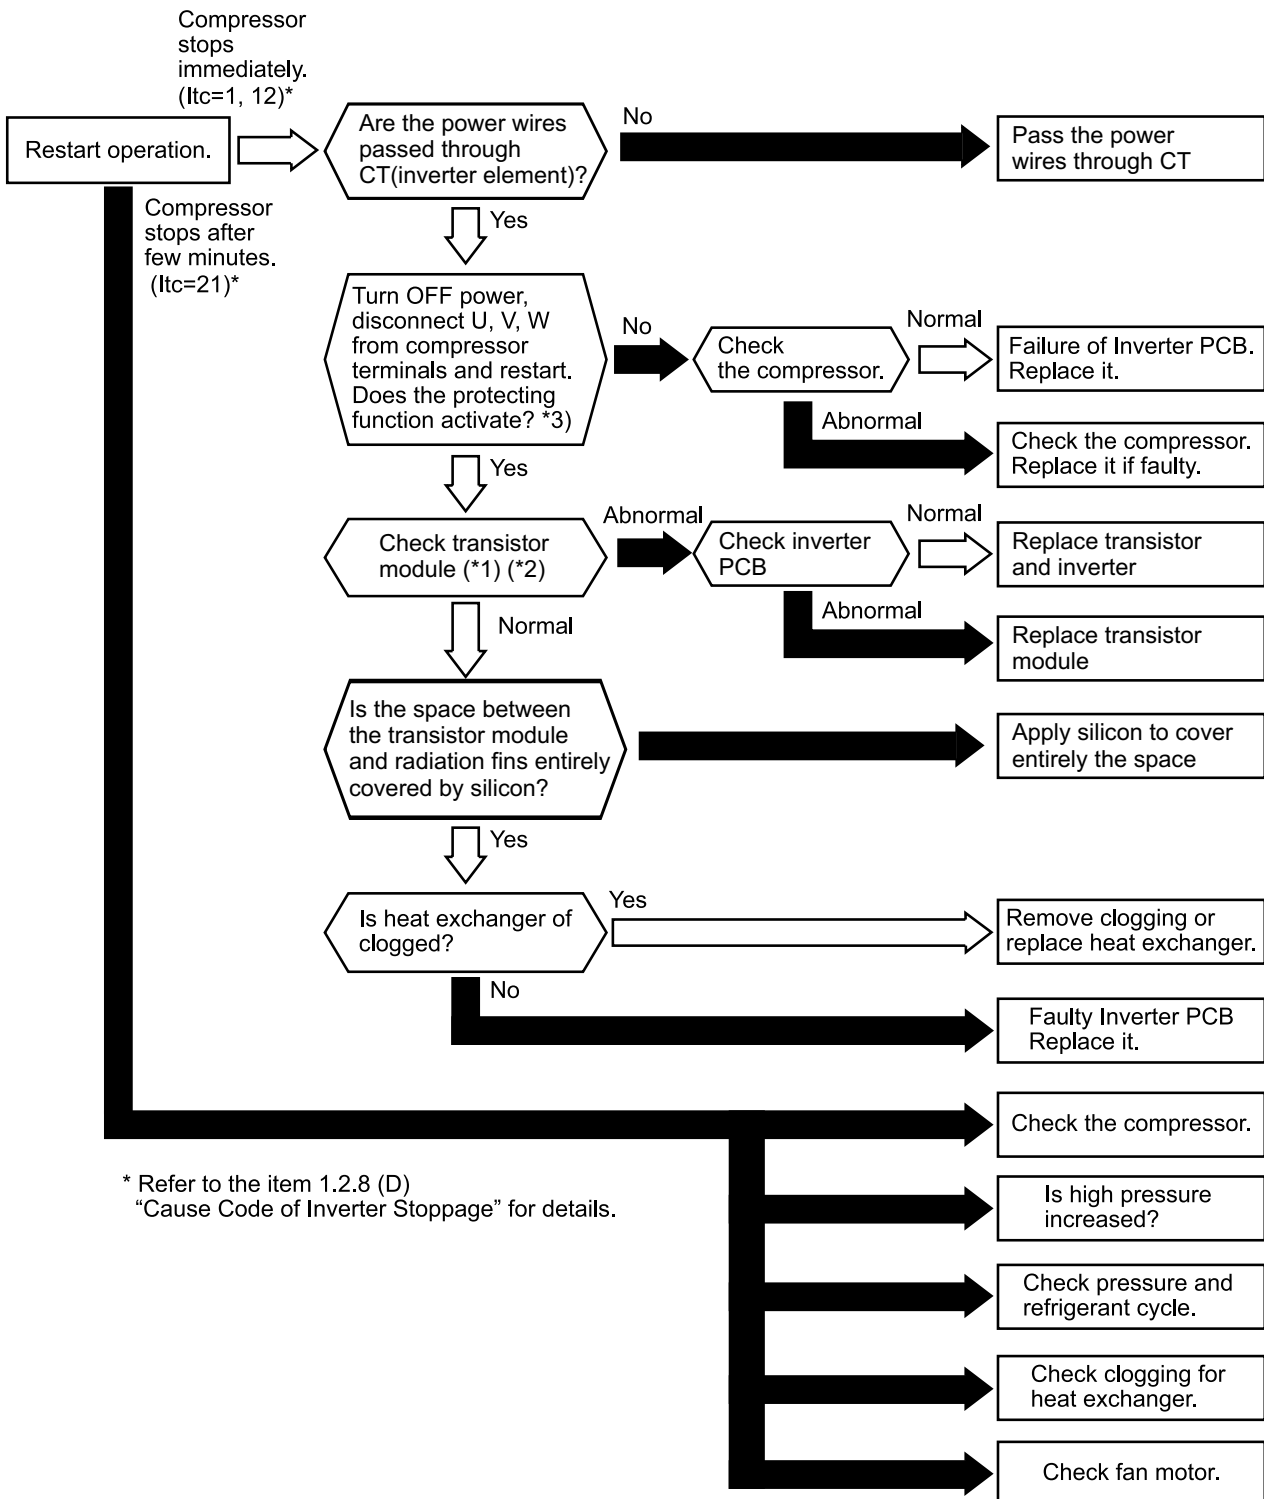 Compressor
stops
immediately.
(Itc=1, 12)*
Restart operation.
Are the power wires
passed through
CT(inverter element)?
No
Pass the power
wires through CT
Compressor
stops after
few minutes.
(Itc=21)*
Yes
Turn OFF power,
disconnect U, V, W
from compressor
terminals and restart.
Does the protecting
function activate? *3)
No
Check
the compressor.
Normal
Failure of Inverter PCB.
Replace it.
Abnormal
Check the compressor.
Replace it if faulty.
Yes
Check transistor
module (*1) (*2)
Abnormal
Check inverter
PCB
Normal
Replace transistor
and inverter
Abnormal
Replace transistor
module
Normal
Is the space between
the transistor module
and radiation fins entirely
covered by silicon?
Apply silicon to cover
entirely the space
Yes
Is heat exchanger of
clogged?
Yes
Remove clogging or
replace heat exchanger.
No
Faulty Inverter PCB
Replace it.
Check the compressor.
* Refer to the item 1.2.8 (D)
“Cause Code of Inverter Stoppage” for details.
Is high pressure
increased?
Check pressure and
refrigerant cycle.
Check clogging for
heat exchanger.
Check fan motor.